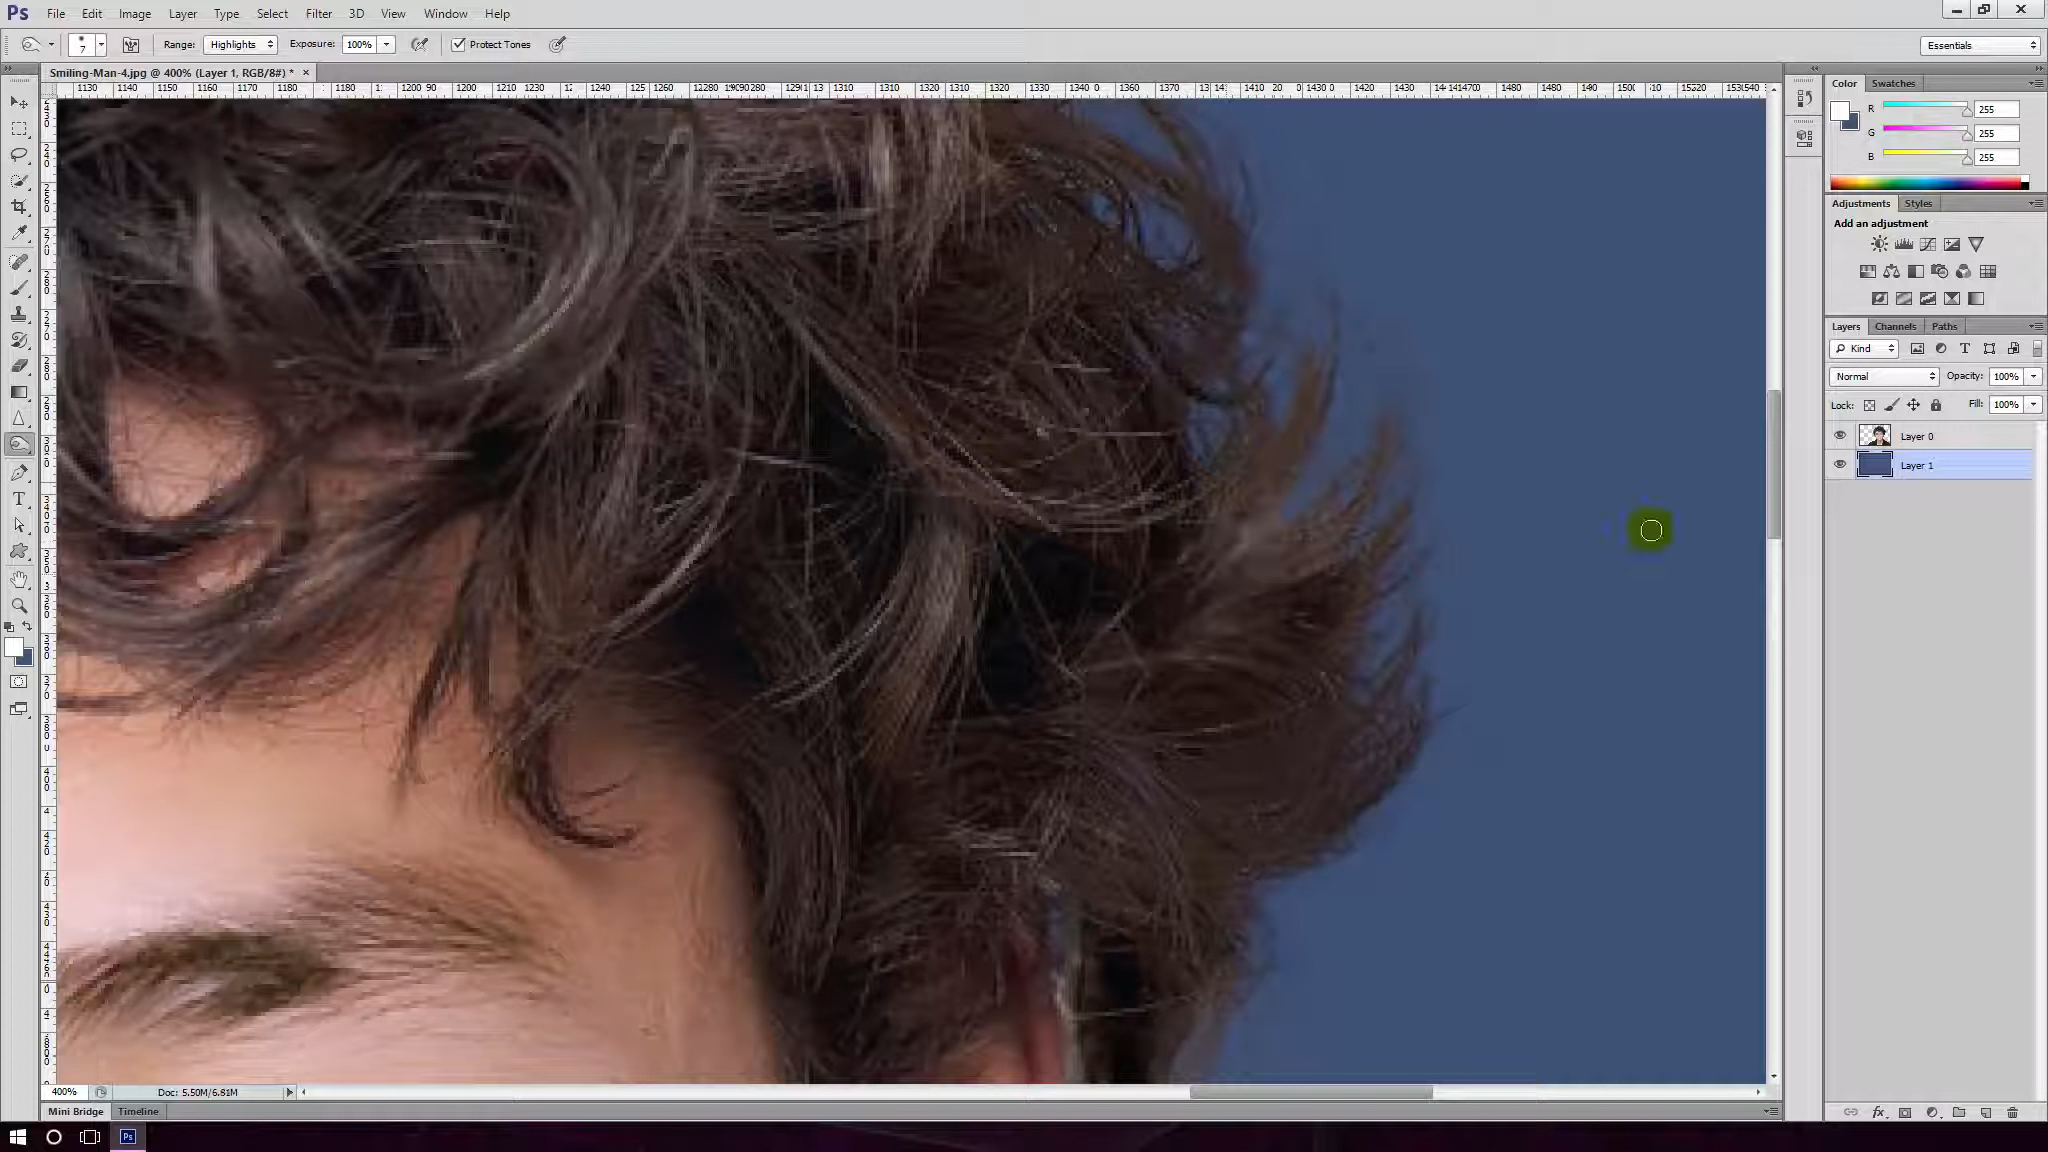 Ps File Edit Image Layer Type Select Filter 3D View Window Help
7 Range: Highlights Exposure: 100% Protect Tones Essentials
Smiling-Man-4.jpg @ 400% (Layer 1, RGB/8#) * ×
Color Swatches
R 255
G 255
B 255
Adjustments Styles
Add an adjustment
Layers Channels Paths
Kind
Normal Opacity: 100%
Lock: Fill: 100%
Layer 0
Layer 1
400% Doc: 5.50M/6.81M
Mini Bridge Timeline
Ps